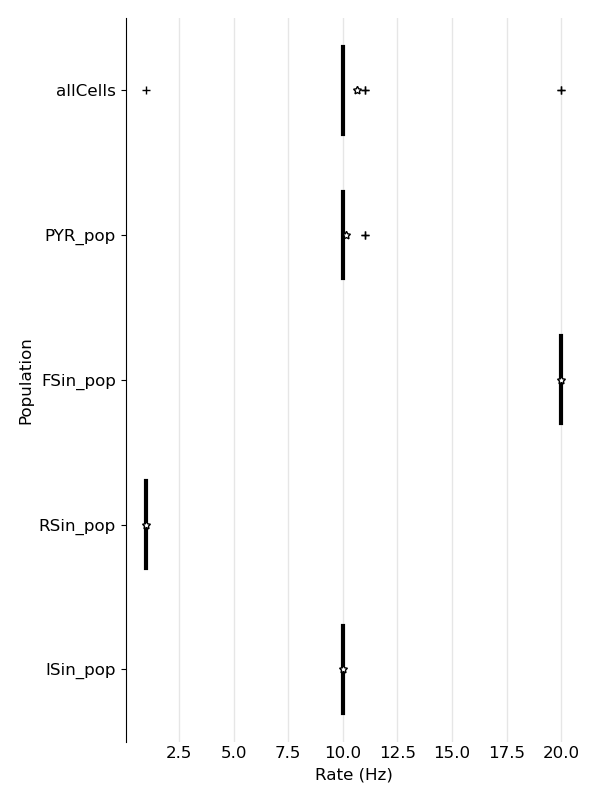 allCells
PYR_pop
FSin_pop
RSin_pop
ISin_pop
Population
2.5 5.0 7.5 10.0 12.5 15.0 17.5 20.0
Rate (Hz)